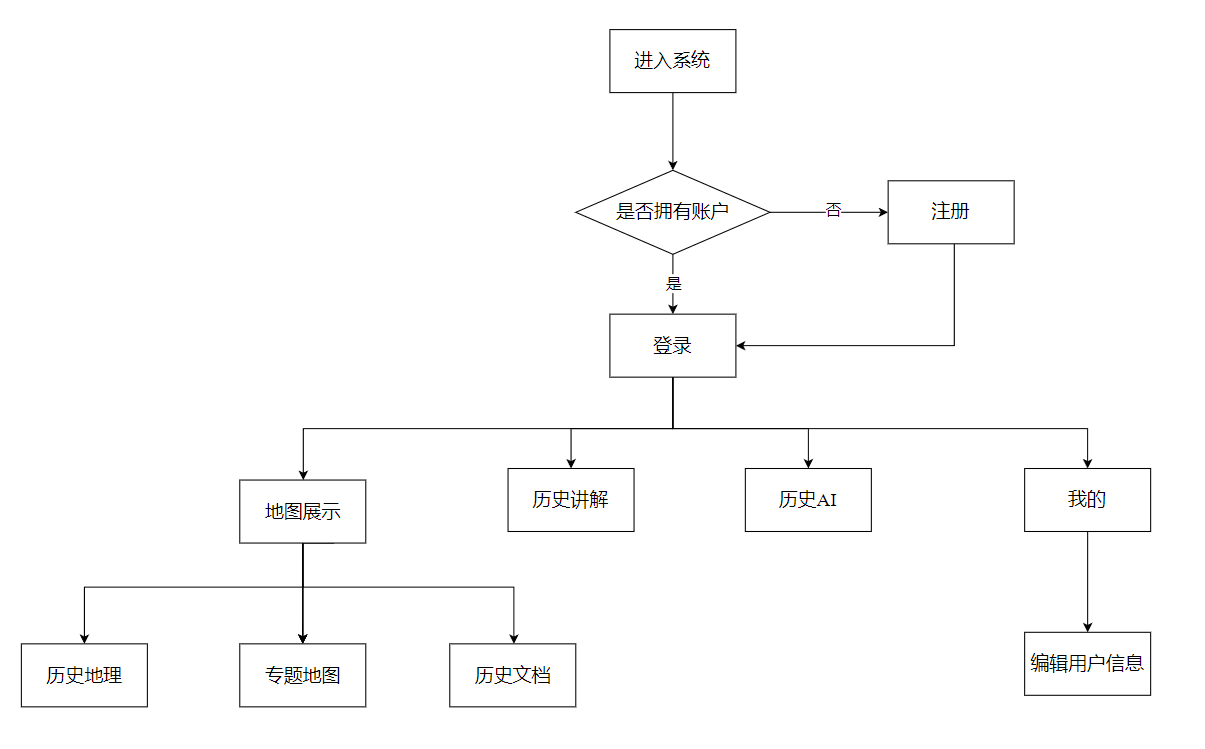 进入系统
是否拥有账户
否
注册
是
登录
地图展示
历史讲解
历史AI
我的
历史地理
专题地图
历史文档
编辑用户信息